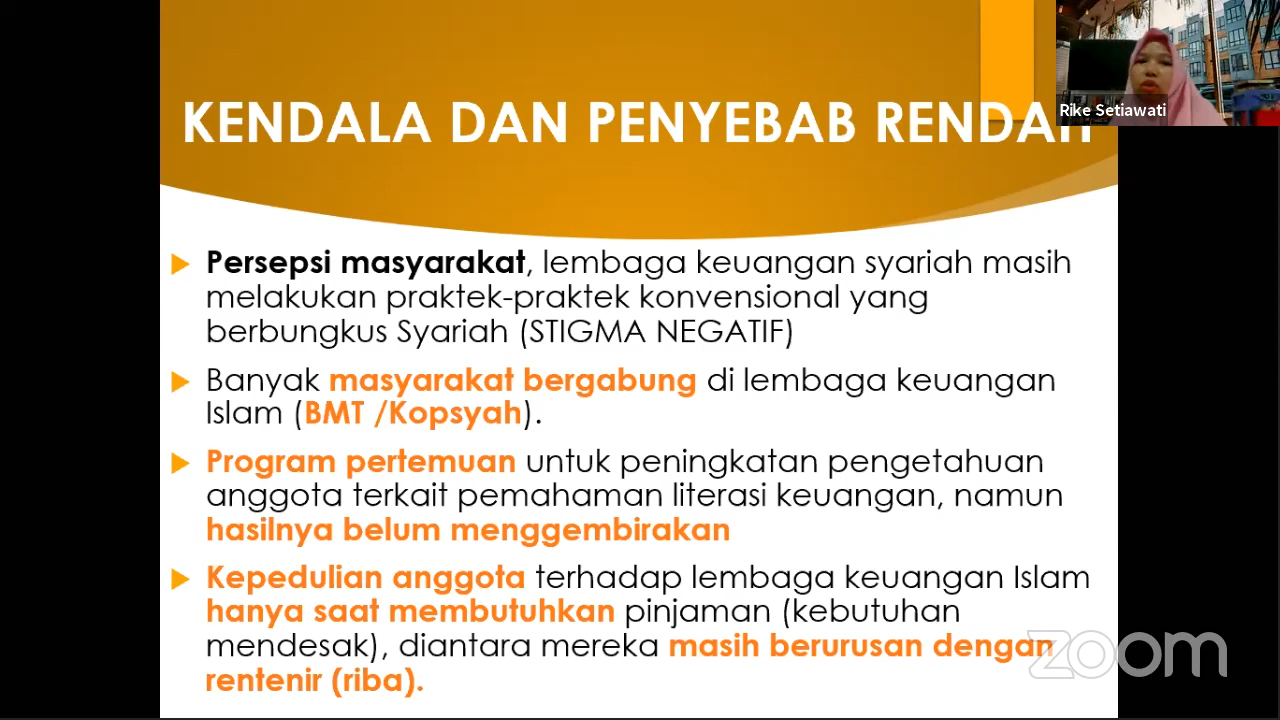 KENDALA DAN PENYEBAB RENDAH
Rike Setiawati
Persepsi masyarakat, lembaga keuangan syariah masih
melakukan praktek-praktek konvensional yang
berbungkus Syariah (STIGMA NEGATIF)
Banyak masyarakat bergabung di lembaga keuangan
Islam (BMT /Kopsyah).
Program pertemuan untuk peningkatan pengetahuan
anggota terkait pemahaman literasi keuangan, namun
hasilnya belum menggembirakan
Kepedulian anggota terhadap lembaga keuangan Islam
hanya saat membutuhkan pinjaman (kebutuhan
mendesak), diantara mereka masih berurusan dengan
rentenir (riba).
zoom